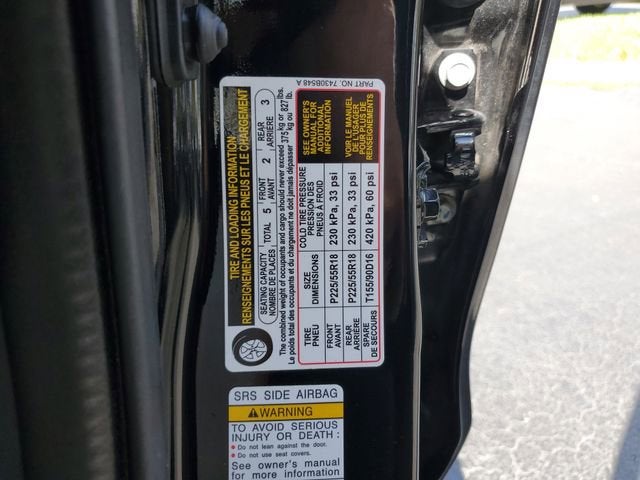 TIRE AND LOADING INFORMATION
RENSEIGNEMENTS SUR LES PNEUS ET LE CHARGEMENT
SEATING CAPACITY TOTAL 5 FRONT 2 REAR 3
NOMBRE DE PLACES AVANT ARRIÈRE
The combined weight of occupants and cargo should never exceed 375 kg or 827 lbs.
Le poids total des occupants et du chargement ne doit jamais dépasser kg ou lb.
TIRE SIZE COLD TIRE PRESSURE
PNEU DIMENSIONS PRESSION DES PNEUS À FROID
FRONT AVANT P225/55R18 230 kPa, 33 psi
REAR ARRIÈRE P225/55R18 230 kPa, 33 psi
SPARE DE SECOURS T155/90D16 420 kPa, 60 psi
SEE OWNER'S
MANUAL FOR
ADDITIONAL
INFORMATION
VOIR LE MANUEL
DE L'USAGER
POUR PLUS DE
RENSEIGNEMENTS
PART NO. 7430B548 A
SRS SIDE AIRBAG
WARNING
TO AVOID SERIOUS
INJURY OR DEATH :
• Do not lean against the door.
• Do not use seat covers.
See owner's manual
for more information